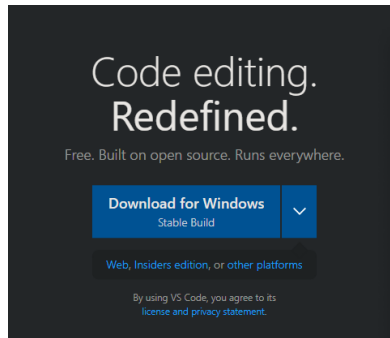 Code editing.
Redefined.
Free. Built on open source. Runs everywhere.
Download for Windows
Stable Build
Web, Insiders edition, or other platforms
By using VS Code, you agree to its
license and privacy statement.